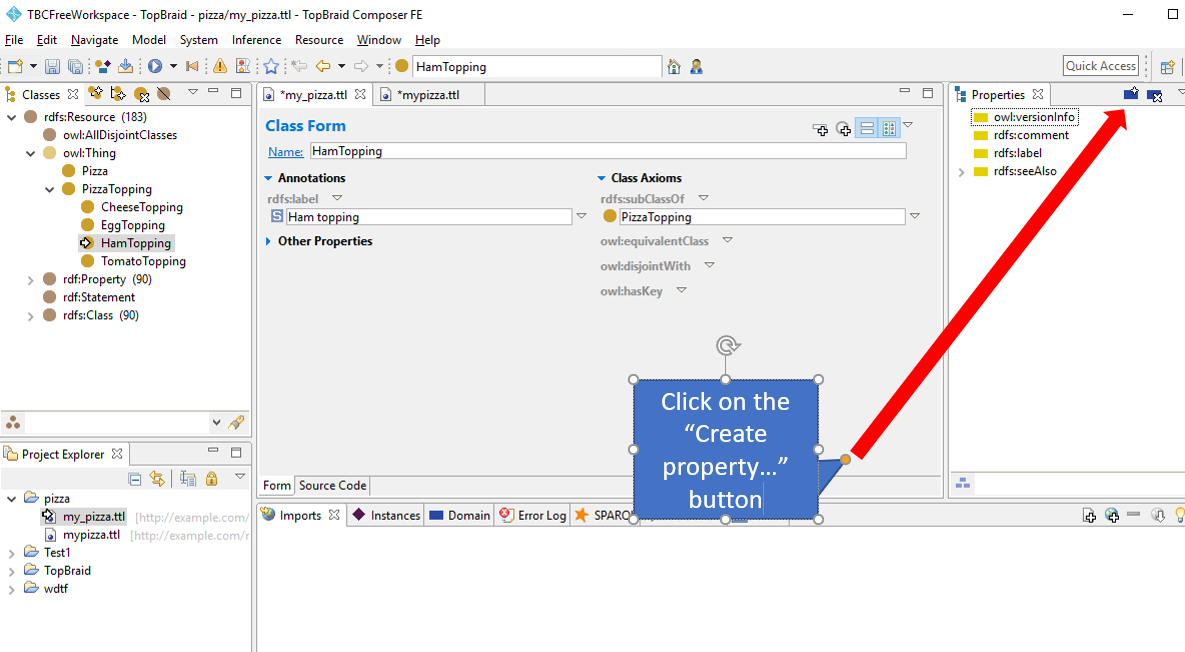 TBCFreeWorkspace - TopBraid - pizza/my_pizza.ttl - TopBraid Composer FE
File Edit Navigate Model System Inference Resource Window Help
HamTopping
Quick Access
Classes
rdfs:Resource (183)
owl:AllDisjointClasses
owl:Thing
Pizza
PizzaTopping
CheeseTopping
EggTopping
HamTopping
TomatoTopping
rdf:Property (90)
rdf:Statement
rdfs:Class (90)
Project Explorer
pizza
my_pizza.ttl [http://example.com/
mypizza.ttl [http://example.com/r
Test1
TopBraid
wdtf
*my_pizza.ttl *mypizza.ttl
Class Form
Name: HamTopping
Annotations
rdfs:label
S Ham topping
Other Properties
Class Axioms
rdfs:subClassOf
PizzaTopping
owl:equivalentClass
owl:disjointWith
owl:hasKey
Click on the
“Create
property...”
button
Form Source Code
Imports Instances Domain Error Log
Properties
owl:versionInfo
rdfs:comment
rdfs:label
rdfs:seeAlso